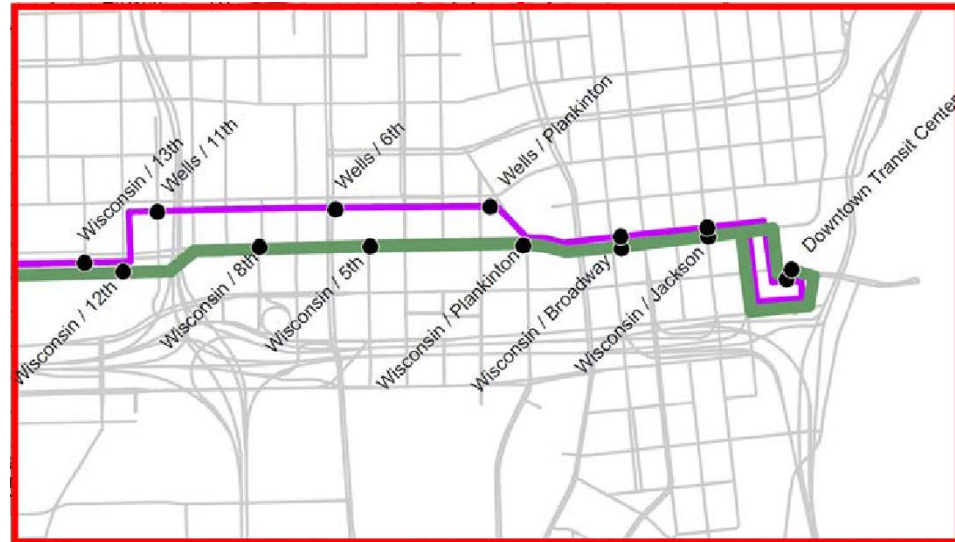 Wisconsin / 13th
Wells / 11th
Wells / 6th
Wells / Plankinton
Downtown Transit Center
Wisconsin / 12th
Wisconsin / 8th
Wisconsin / 5th
Wisconsin / Plankinton
Wisconsin / Broadway
Wisconsin / Jackson